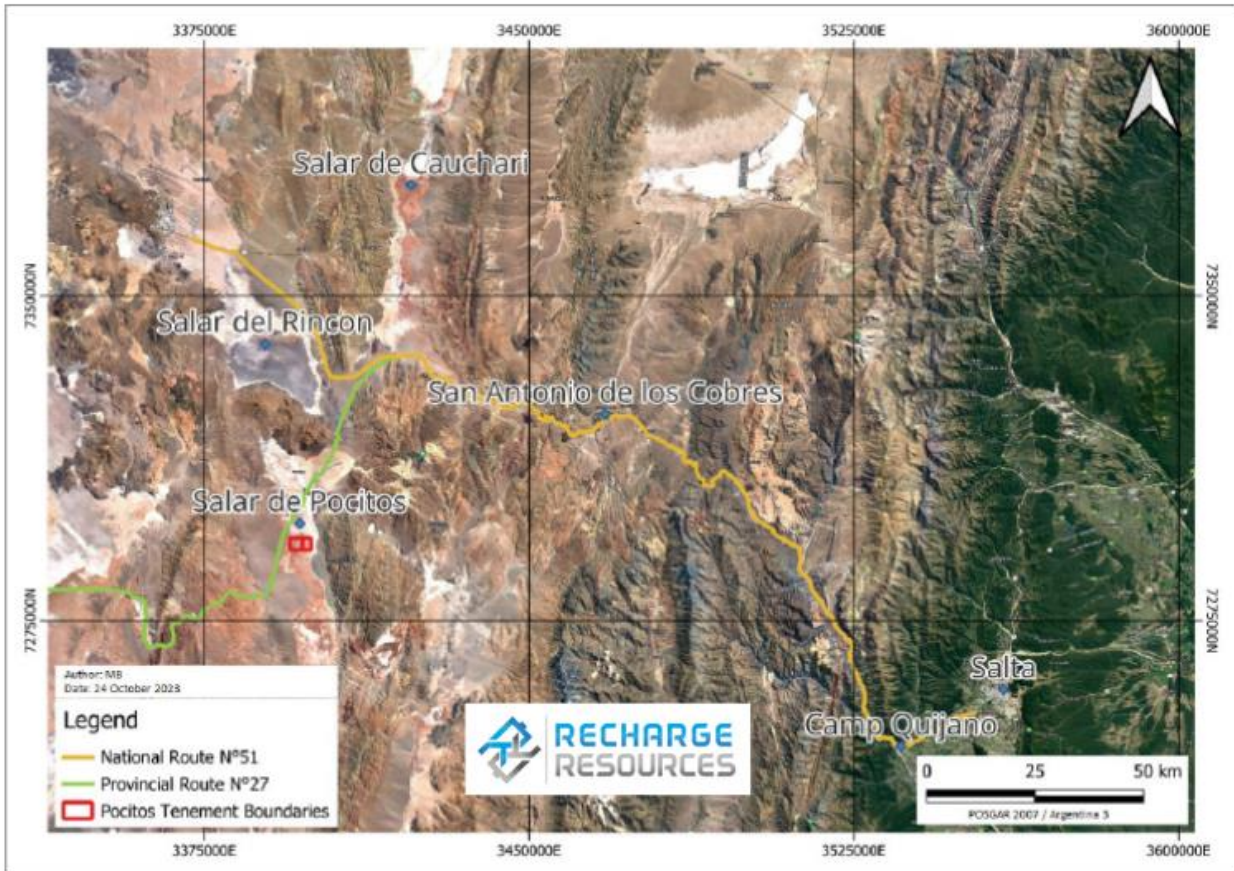 3375000E 3450000E 3525000E 3600000E
Salar de Cauchari
7350000N
7350000N
Salar del Rincon
San Antonio de los Cobres
Salar de Pocitos
7275000N
7275000N
Salta
Camp Quijano
Author: MB
Date: 24 October 2023
Legend
National Route N°51
Provincial Route N°27
Pocitos Tenement Boundaries
RECHARGE
RESOURCES
0 25 50 km
POSGAR 2007 / Argentina 3
3375000E 3450000E 3525000E 3600000E